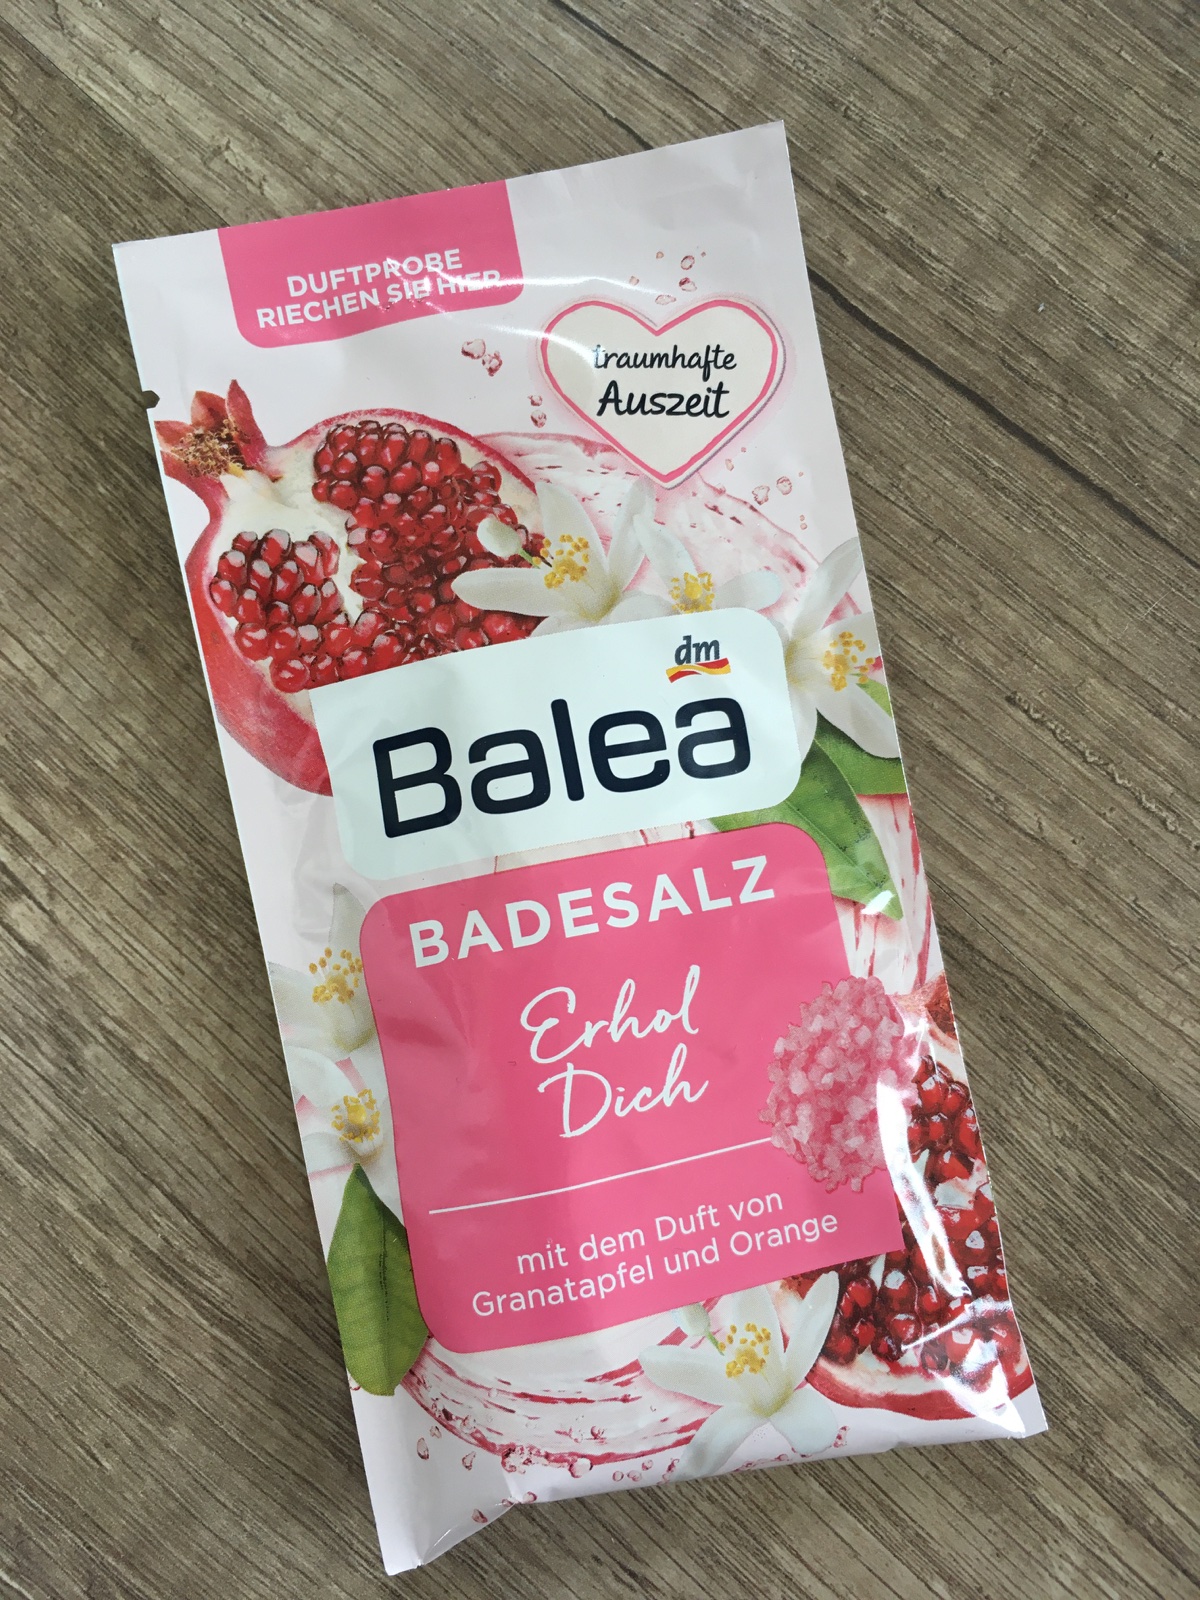 DUFTPROBE
RIECHEN SIE HIER
traumhafte
Auszeit
dm
Balea
BADESALZ
Erhol
Dich
mit dem Duft von
Granatapfel und Orange